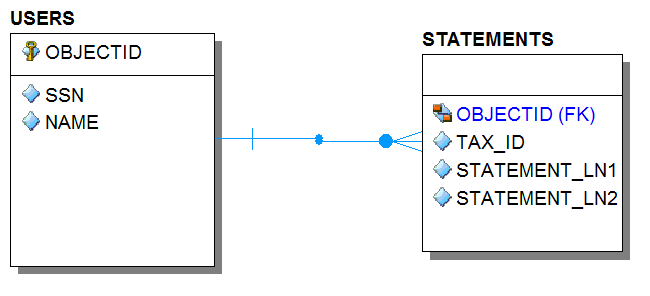 USERS
OBJECTID
SSN
NAME
STATEMENTS
OBJECTID (FK)
TAX_ID
STATEMENT_LN1
STATEMENT_LN2